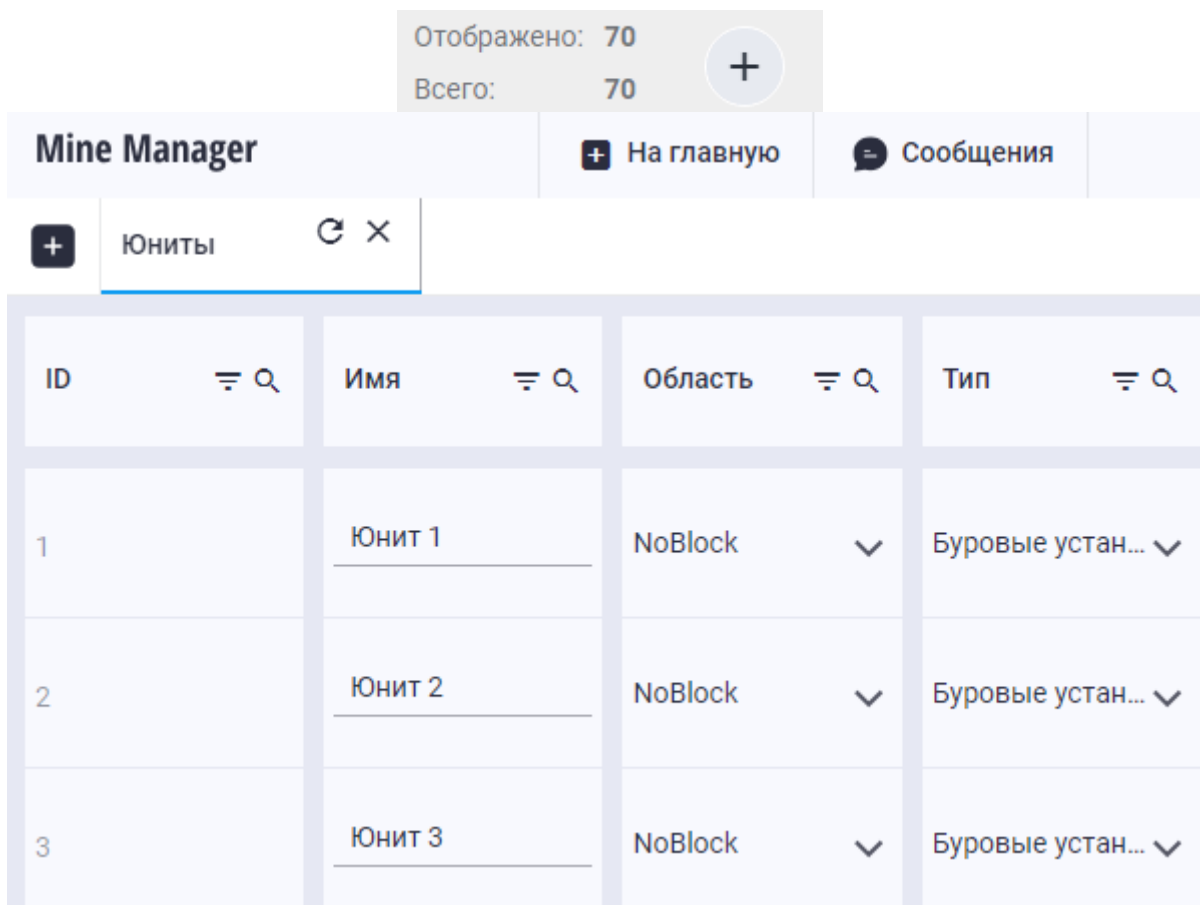 Отображено: 70
Всего: 70
Mine Manager На главную Сообщения
Юниты
ID Имя Область Тип
1 Юнит 1 NoBlock Буровые устан...
2 Юнит 2 NoBlock Буровые устан...
3 Юнит 3 NoBlock Буровые устан...